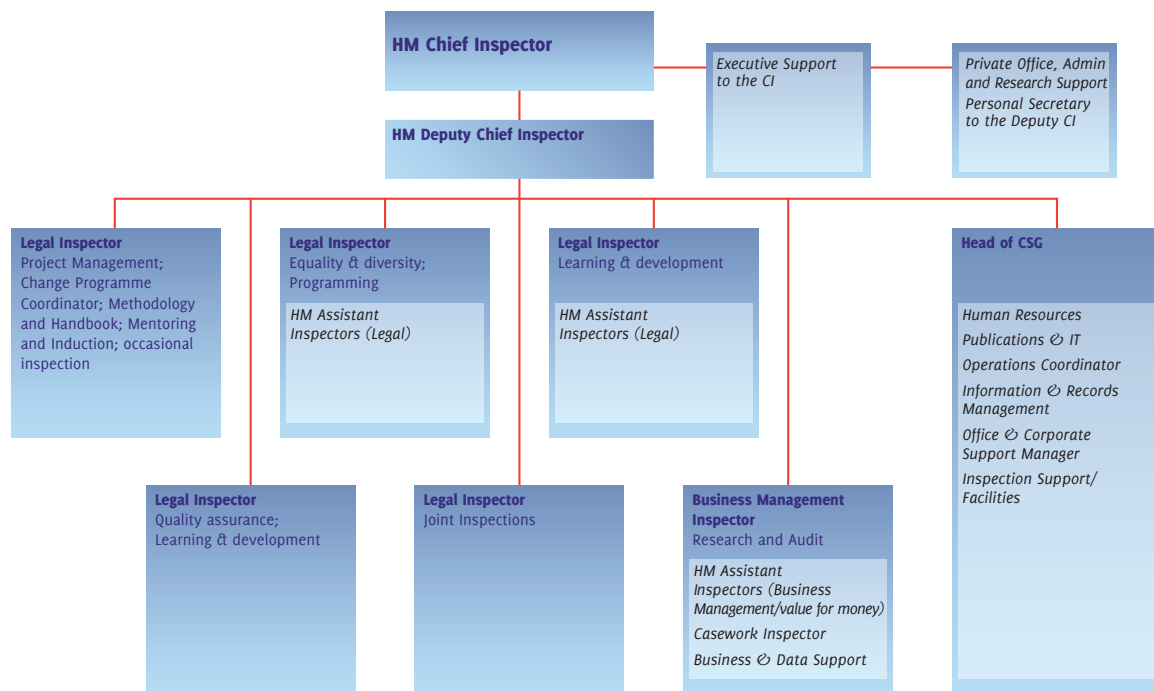 HM Chief Inspector
Executive Support
to the CI
Private Office, Admin
and Research Support
Personal Secretary
to the Deputy CI
HM Deputy Chief Inspector
Legal Inspector
Project Management;
Change Programme
Coordinator; Methodology
and Handbook; Mentoring
and Induction; occasional
inspection
Legal Inspector
Equality & diversity;
Programming
HM Assistant
Inspectors (Legal)
Legal Inspector
Learning & development
HM Assistant
Inspectors (Legal)
Head of CSG
Human Resources
Publications & IT
Operations Coordinator
Information & Records
Management
Office & Corporate
Support Manager
Inspection Support/
Facilities
Legal Inspector
Quality assurance;
Learning & development
Legal Inspector
Joint Inspections
Business Management
Inspector
Research and Audit
HM Assistant
Inspectors (Business
Management/value for money)
Casework Inspector
Business & Data Support